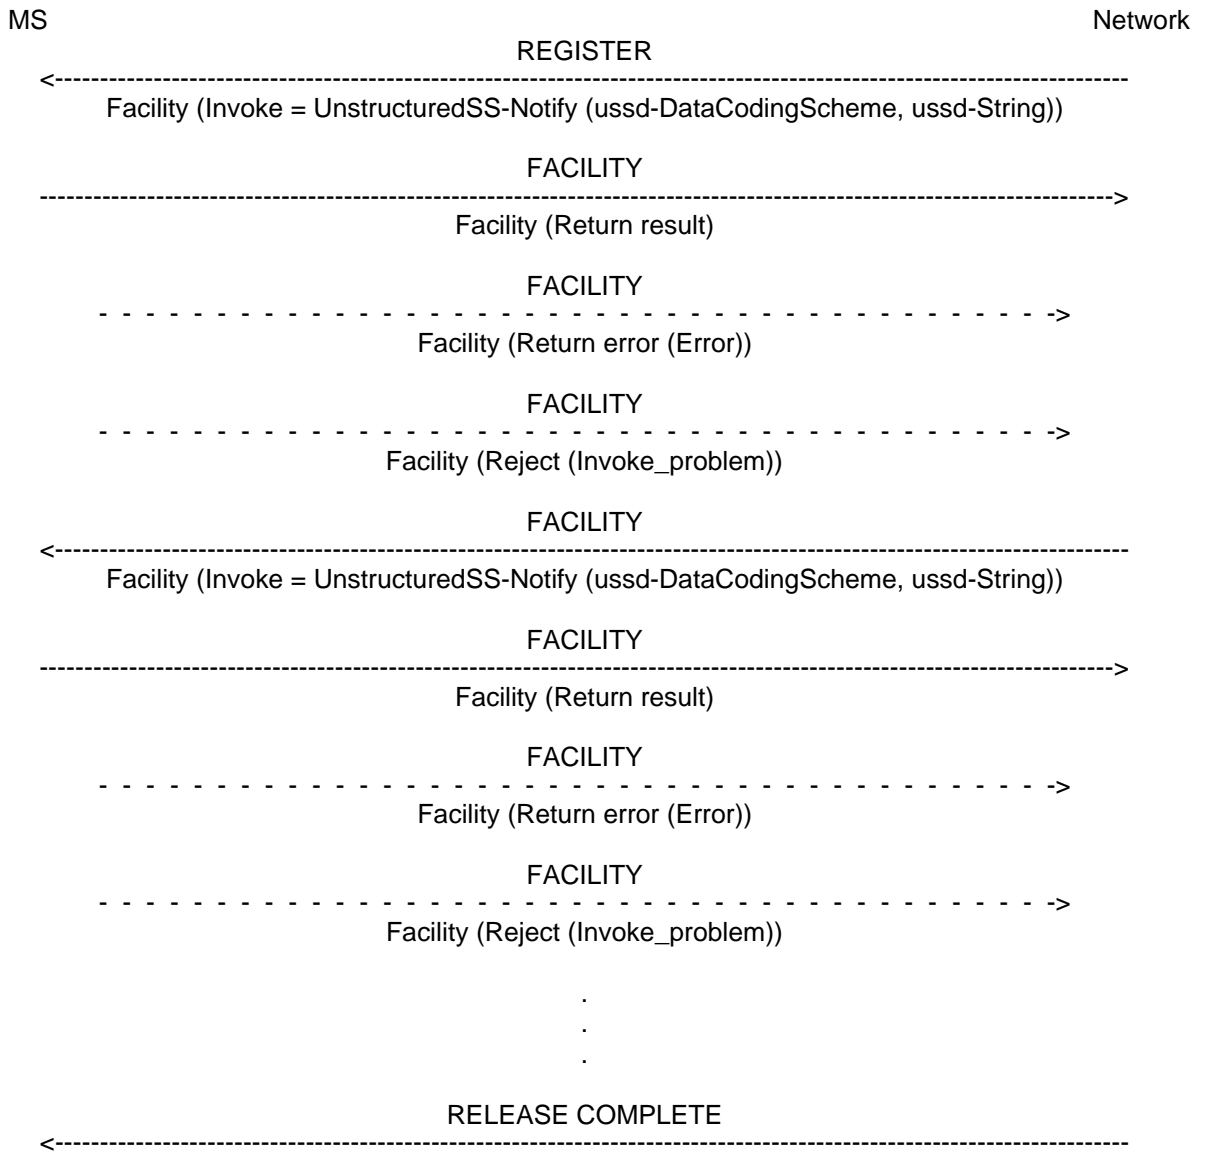 MS Network
REGISTER
<------------------------------------------------------------------------------------------------------------------------
Facility (Invoke = UnstructuredSS-Notify (ussd-DataCodingScheme, ussd-String))
FACILITY
------------------------------------------------------------------------------------------------------------------------>
Facility (Return result)
FACILITY
- - - - - - - - - - - - - - - - - - - - - - - - - - - - - - - - - - - - - - - - ->
Facility (Return error (Error))
FACILITY
- - - - - - - - - - - - - - - - - - - - - - - - - - - - - - - - - - - - - - - - ->
Facility (Reject (Invoke_problem))
FACILITY
<------------------------------------------------------------------------------------------------------------------------
Facility (Invoke = UnstructuredSS-Notify (ussd-DataCodingScheme, ussd-String))
FACILITY
------------------------------------------------------------------------------------------------------------------------>
Facility (Return result)
FACILITY
- - - - - - - - - - - - - - - - - - - - - - - - - - - - - - - - - - - - - - - - ->
Facility (Return error (Error))
FACILITY
- - - - - - - - - - - - - - - - - - - - - - - - - - - - - - - - - - - - - - - - ->
Facility (Reject (Invoke_problem))
.
.
.
RELEASE COMPLETE
<------------------------------------------------------------------------------------------------------------------------